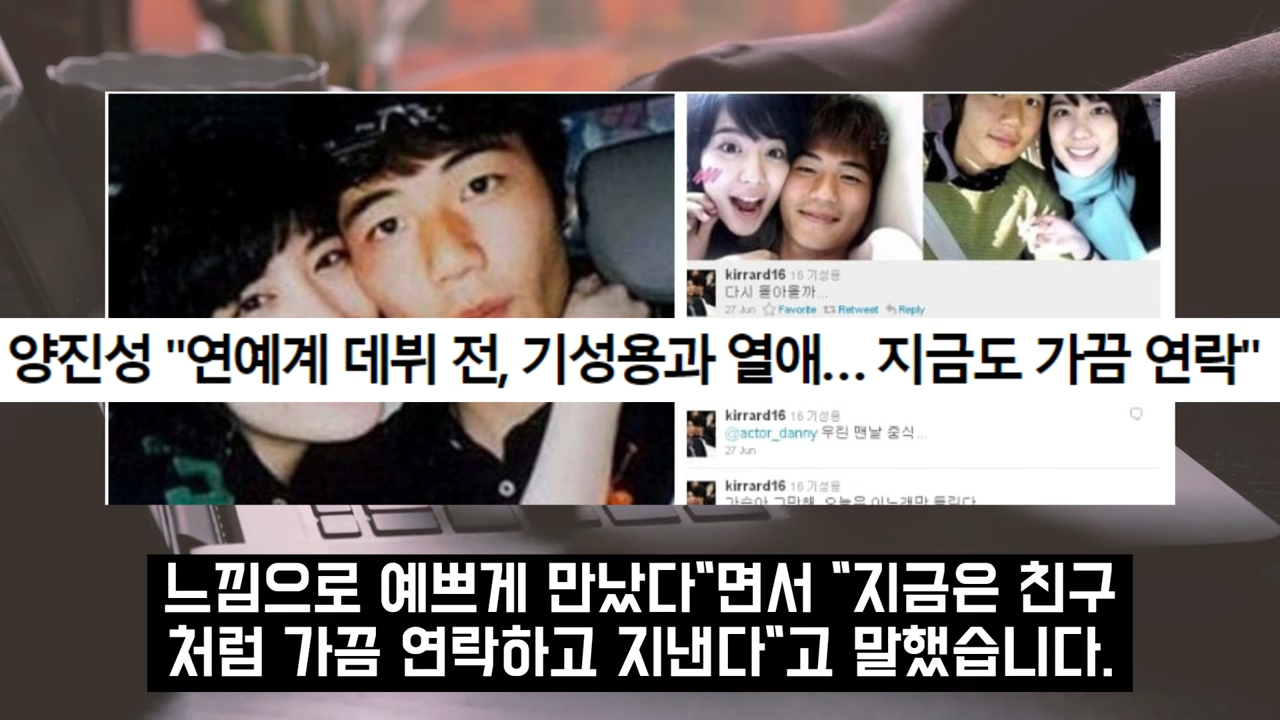 kirrard16 16 기성용
다시 돌아올까...
27 Jun Favorite Retweet Reply
양진성 "연예계 데뷔 전, 기성용과 열애... 지금도 가끔 연락"
kirrard16 16 기성용
@actor_danny 우린 맨날 중식...
27 Jun
kirrard16 16 기성용
느낌으로 예쁘게 만났다"면서 "지금은 친구
처럼 가끔 연락하고 지낸다"고 말했습니다.